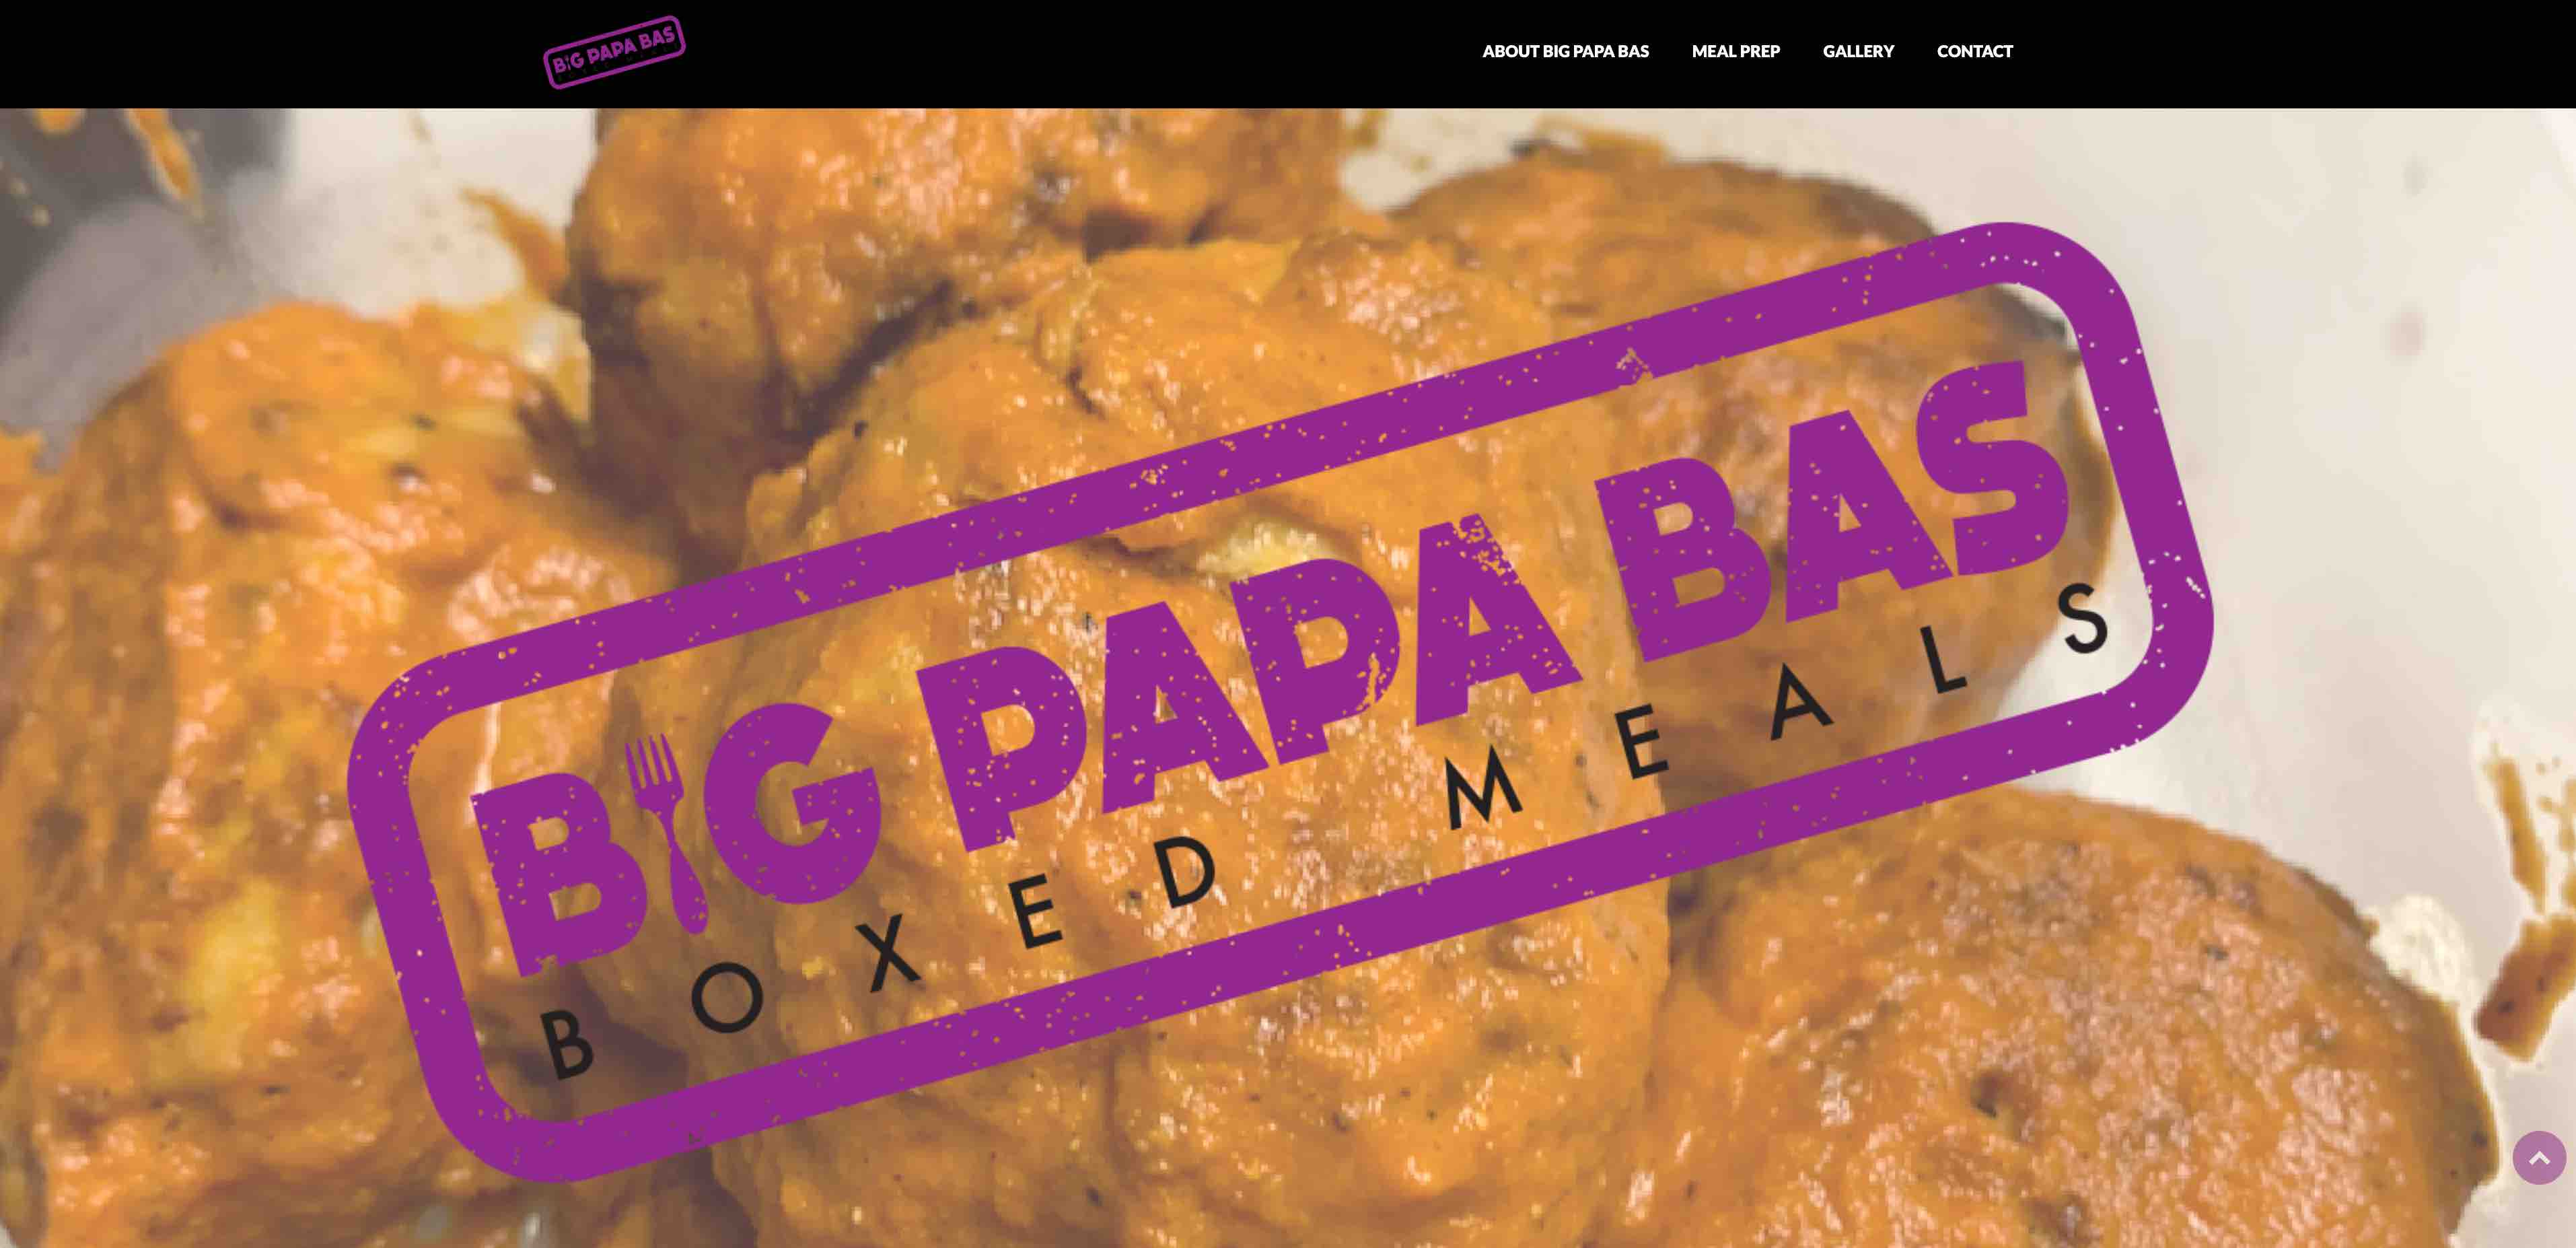 BIG PAPA BAS
ABOUT BIG PAPA BAS
MEAL PREP
GALLERY
CONTACT
BIG PAPA BAS
BOXED MEALS